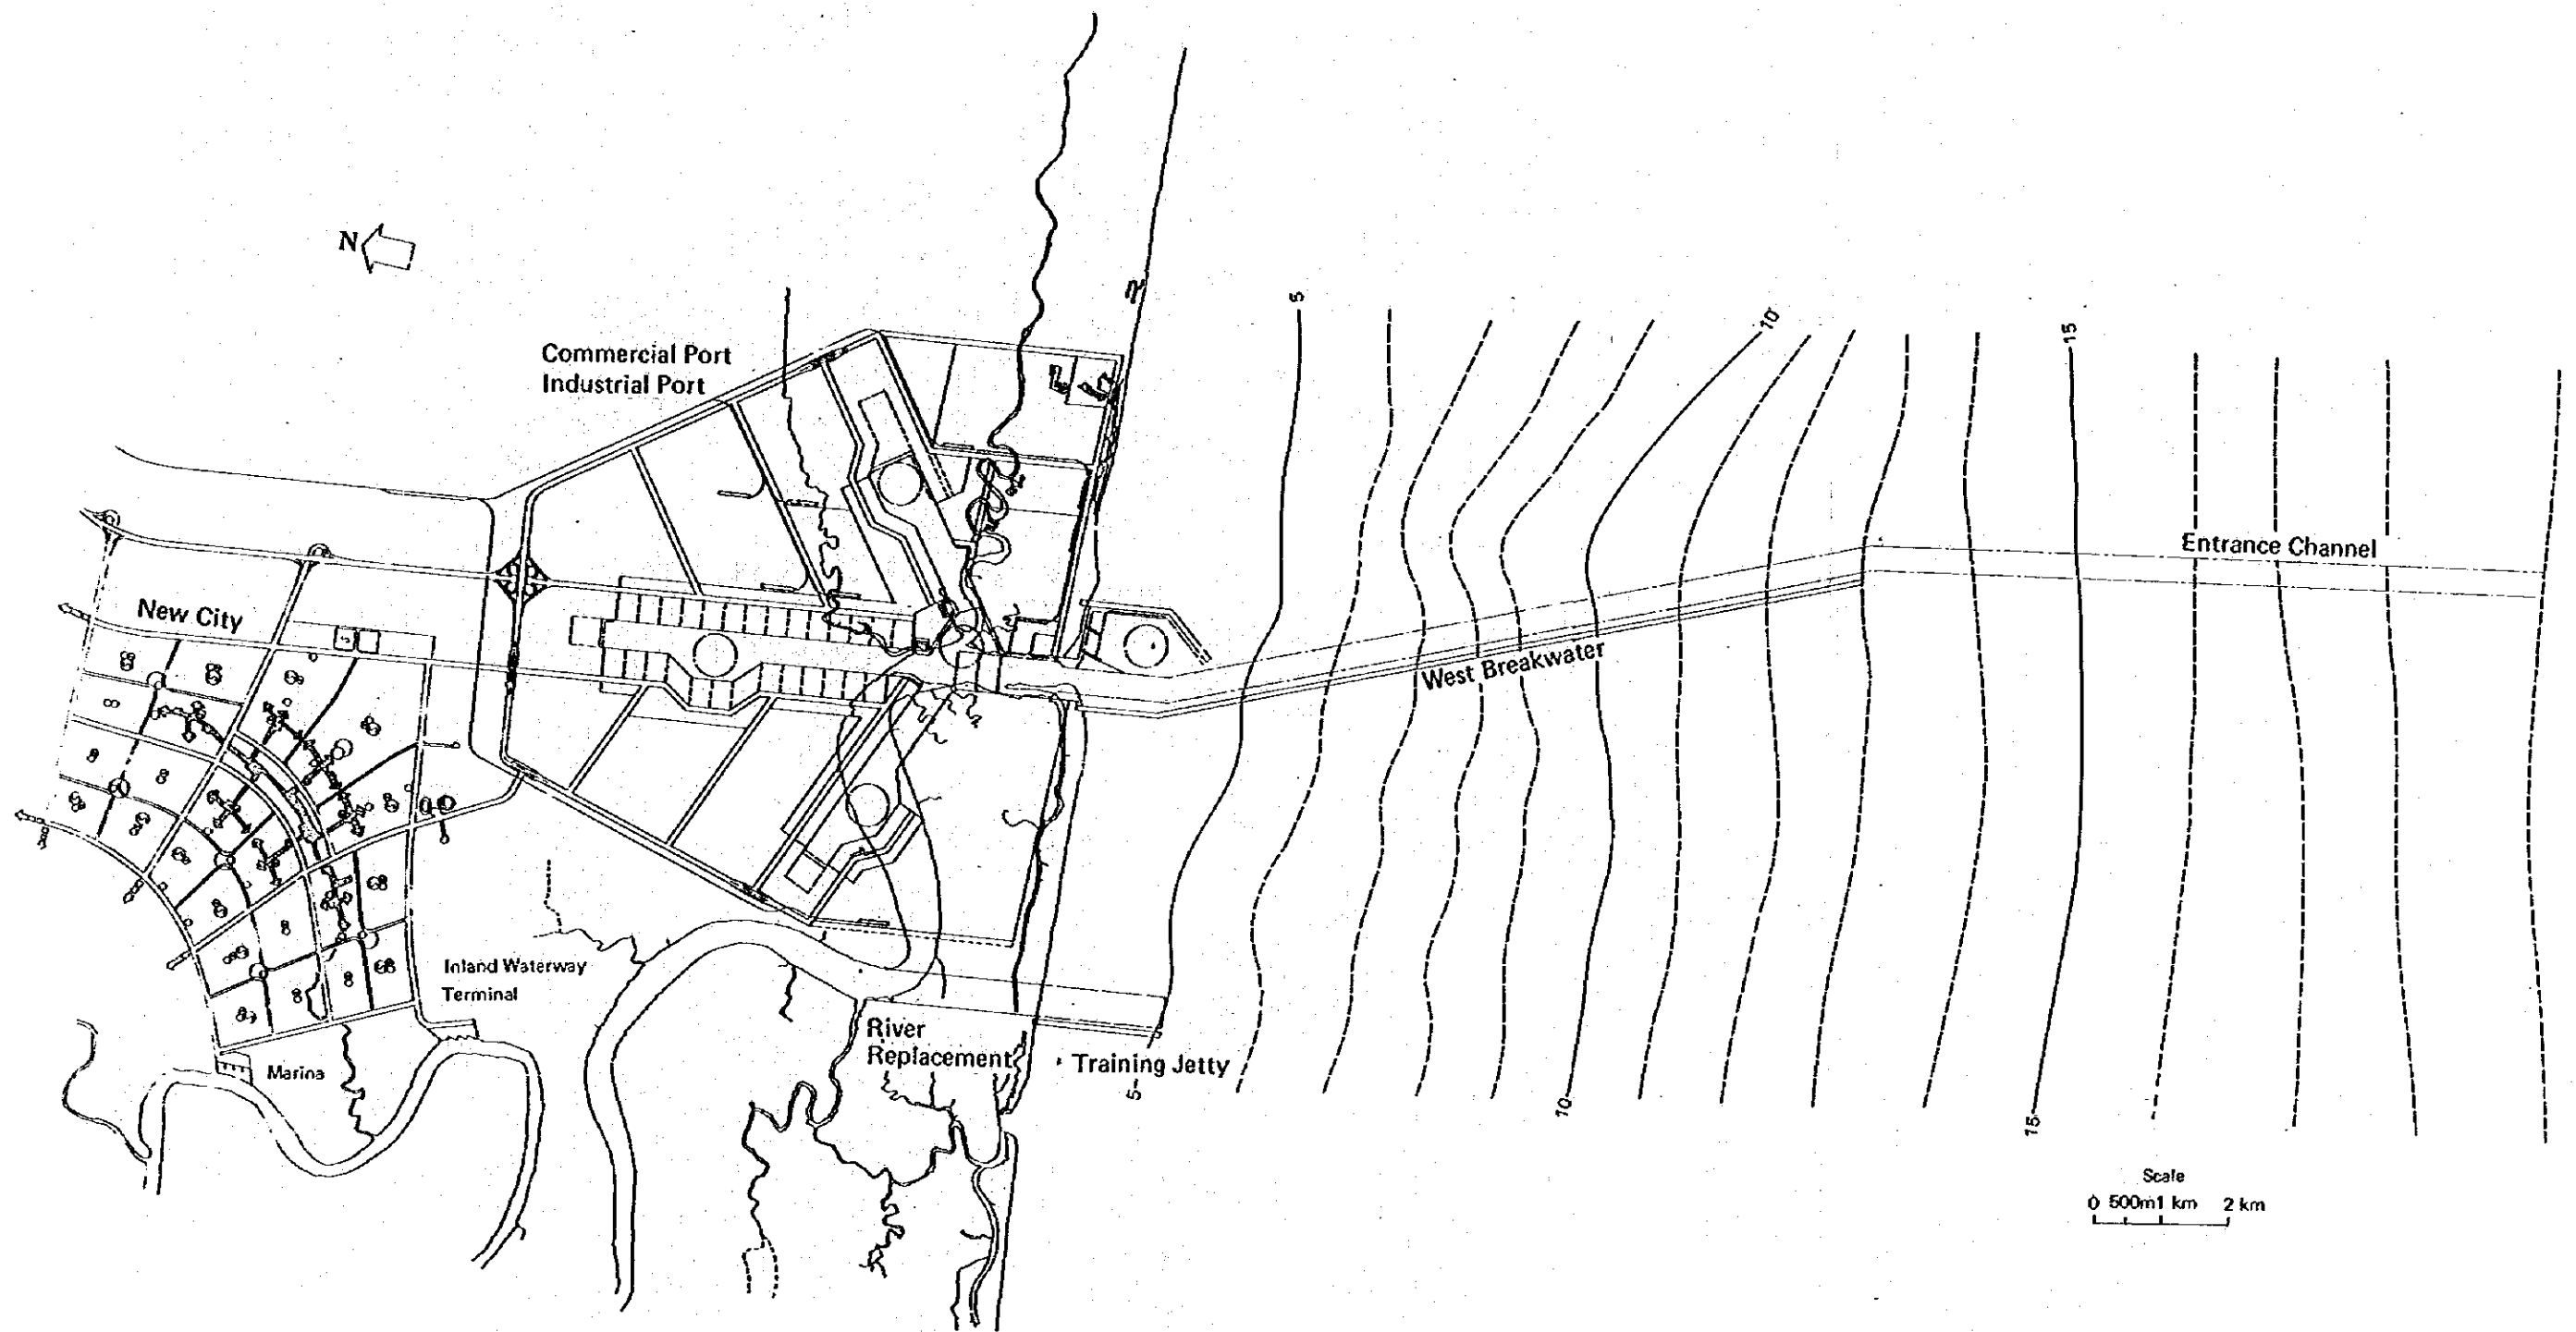 N
5
10
15
Commercial Port
Industrial Port
Entrance Channel
New City
West Breakwater
Inland Waterway
Terminal
River
Replacement
Training Jetty
Marina
5
10
15
Scale
0 500m 1 km 2 km